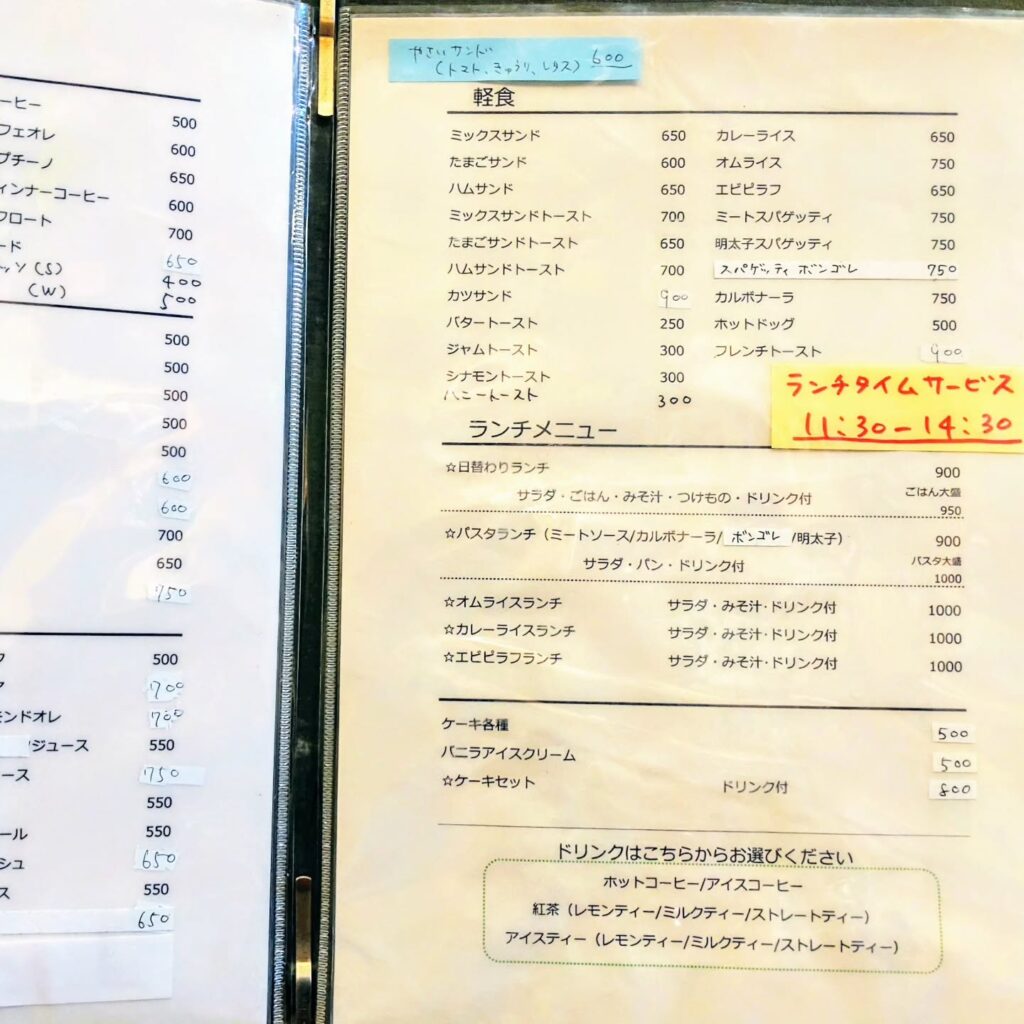 ーヒー 500
フェオレ 600
プチーノ 650
ィンナーコーヒー 600
フロート 700
ード 650
ッソ(S) 400
(W) 500
500
500
500
500
500
600
600
700
650
750
500
700
モンドオレ 700
ジュース 550
ース 750
550
ール 550
シュ 650
ス 550
650
やさいサンド
(トマト、きゅうり、レタス) 600
軽食
ミックスサンド 650 カレーライス 650
たまごサンド 600 オムライス 750
ハムサンド 650 エビピラフ 650
ミックスサンドトースト 700 ミートスパゲッティ 750
たまごサンドトースト 650 明太子スパゲッティ 750
ハムサンドトースト 700 スパゲッティ ボンゴレ 750
カツサンド 900 カルボナーラ 750
バタートースト 250 ホットドッグ 500
ジャムトースト 300 フレンチトースト 900
シナモントースト 300
ハニートースト 300
ランチタイムサービス
11:30-14:30
ランチメニュー
☆日替わりランチ 900
サラダ・ごはん・みそ汁・つけもの・ドリンク付 ごはん大盛
950
☆パスタランチ(ミートソース/カルボナーラ/ボンゴレ/明太子) 900
サラダ・パン・ドリンク付 パスタ大盛
1000
☆オムライスランチ サラダ・みそ汁・ドリンク付 1000
☆カレーライスランチ サラダ・みそ汁・ドリンク付 1000
☆エビピラフランチ サラダ・みそ汁・ドリンク付 1000
ケーキ各種 500
バニラアイスクリーム 500
☆ケーキセット ドリンク付 800
ドリンクはこちらからお選びください
ホットコーヒー/アイスコーヒー
紅茶(レモンティー/ミルクティー/ストレートティー)
アイスティー(レモンティー/ミルクティー/ストレートティー)